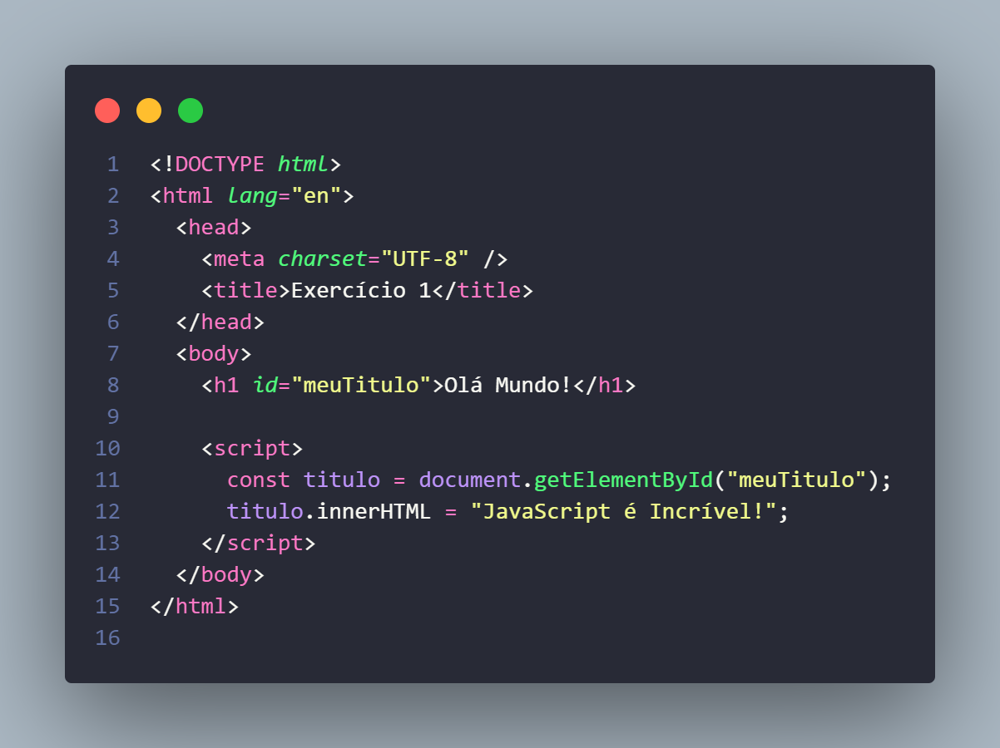 1 <!DOCTYPE html>
2 <html lang="en">
3   <head>
4     <meta charset="UTF-8" />
5     <title>Exercício 1</title>
6   </head>
7   <body>
8     <h1 id="meuTitulo">Olá Mundo!</h1>
9
10     <script>
11       const titulo = document.getElementById("meuTitulo");
12       titulo.innerHTML = "JavaScript é Incrível!";
13     </script>
14   </body>
15 </html>
16